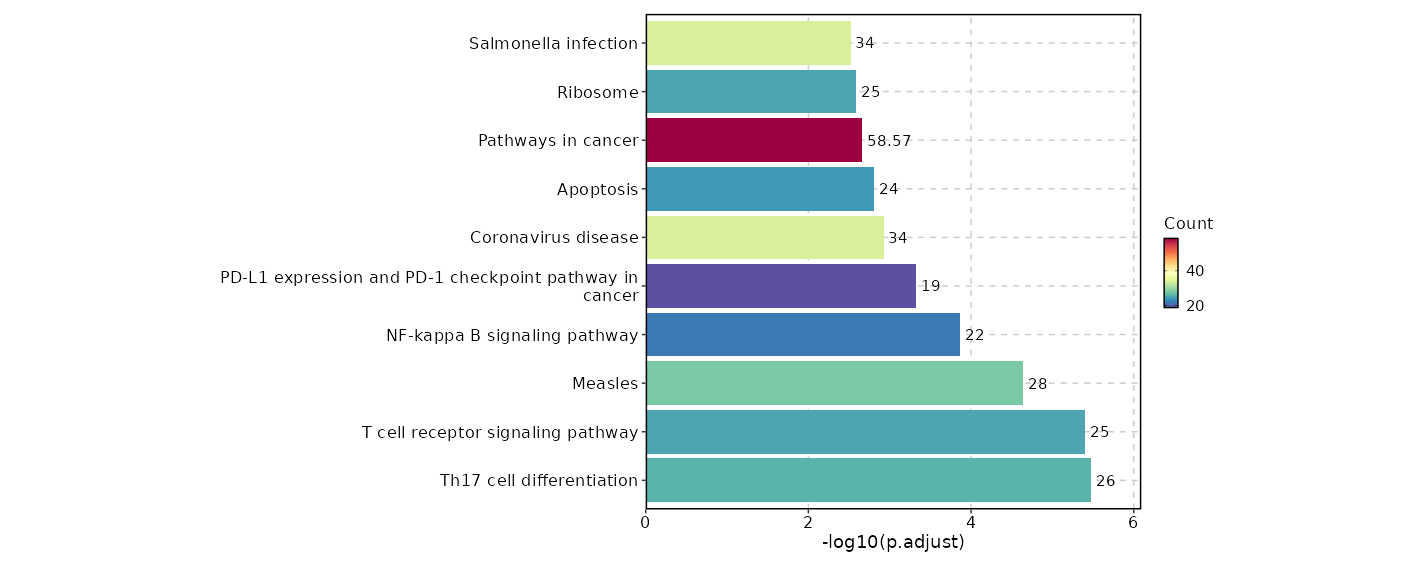 Salmonella infection
34
Ribosome
25
Pathways in cancer
58.57
Apoptosis
24
Coronavirus disease
34
PD-L1 expression and PD-1 checkpoint pathway in
cancer
19
NF-kappa B signaling pathway
22
Measles
28
T cell receptor signaling pathway
25
Th17 cell differentiation
26
0 2 4 6
-log10(p.adjust)
Count
40
20